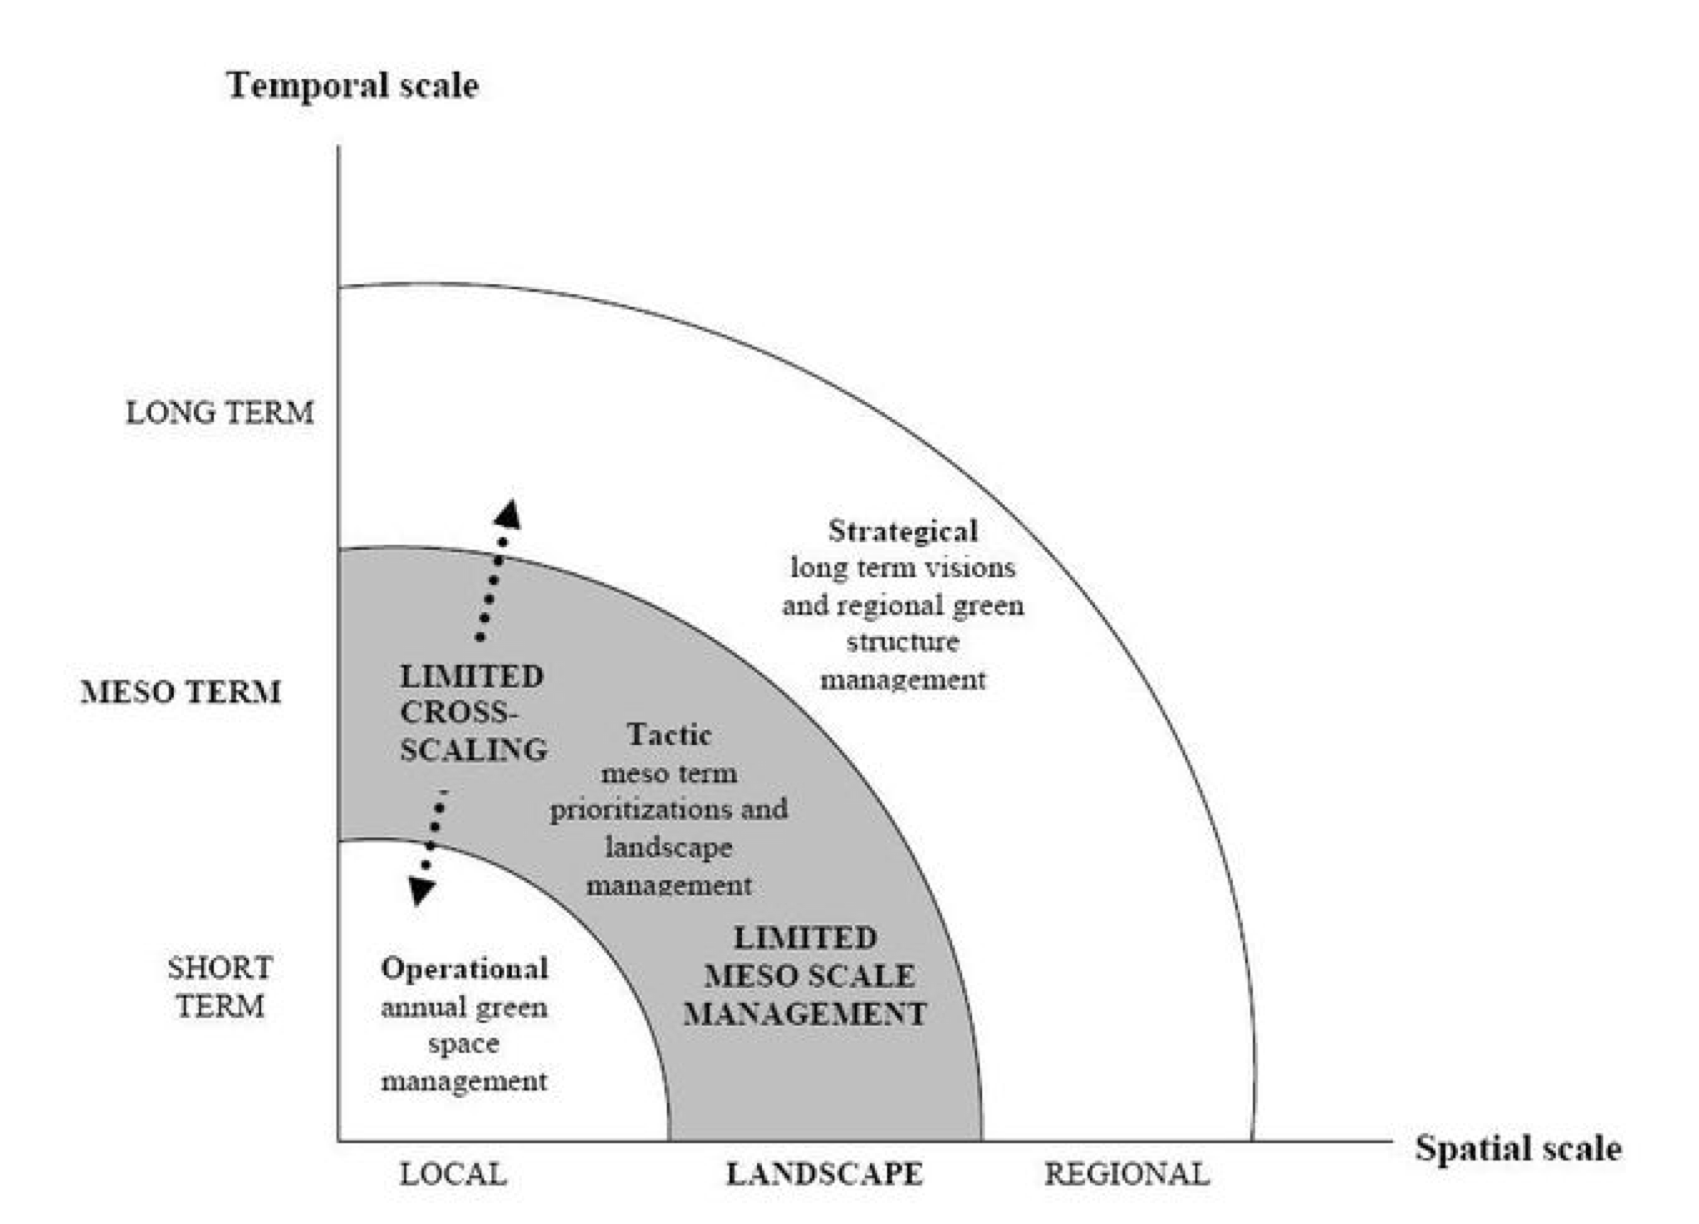 Temporal scale
LONG TERM
Strategical
long term visions
and regional green
structure
management
MESO TERM
LIMITED
CROSS-
SCALING
Tactic
meso term
prioritizations and
landscape
management
LIMITED
MESO SCALE
MANAGEMENT
SHORT
TERM
Operational
annual green
space
management
Spatial scale
LOCAL
LANDSCAPE
REGIONAL